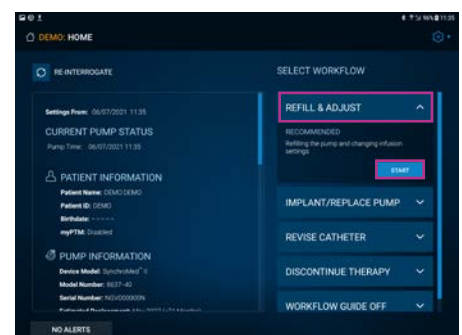 11:35
DEMO: HOME
RE-INTERROGATE
Settings From: 06/07/2021 11:35
CURRENT PUMP STATUS
Pump Time: 06/07/2021 11:35
PATIENT INFORMATION
Patient Name: DEMO DEMO
Patient ID: DEMO
Birthdate: - - - - -
myPTM: Disabled
PUMP INFORMATION
Device Model: SynchroMed® II
Model Number: 8637-40
Serial Number: NGV000000N
NO ALERTS
SELECT WORKFLOW
REFILL & ADJUST
RECOMMENDED
Refilling the pump and changing infusion
settings
START
IMPLANT/REPLACE PUMP
REVISE CATHETER
DISCONTINUE THERAPY
WORKFLOW GUIDE OFF